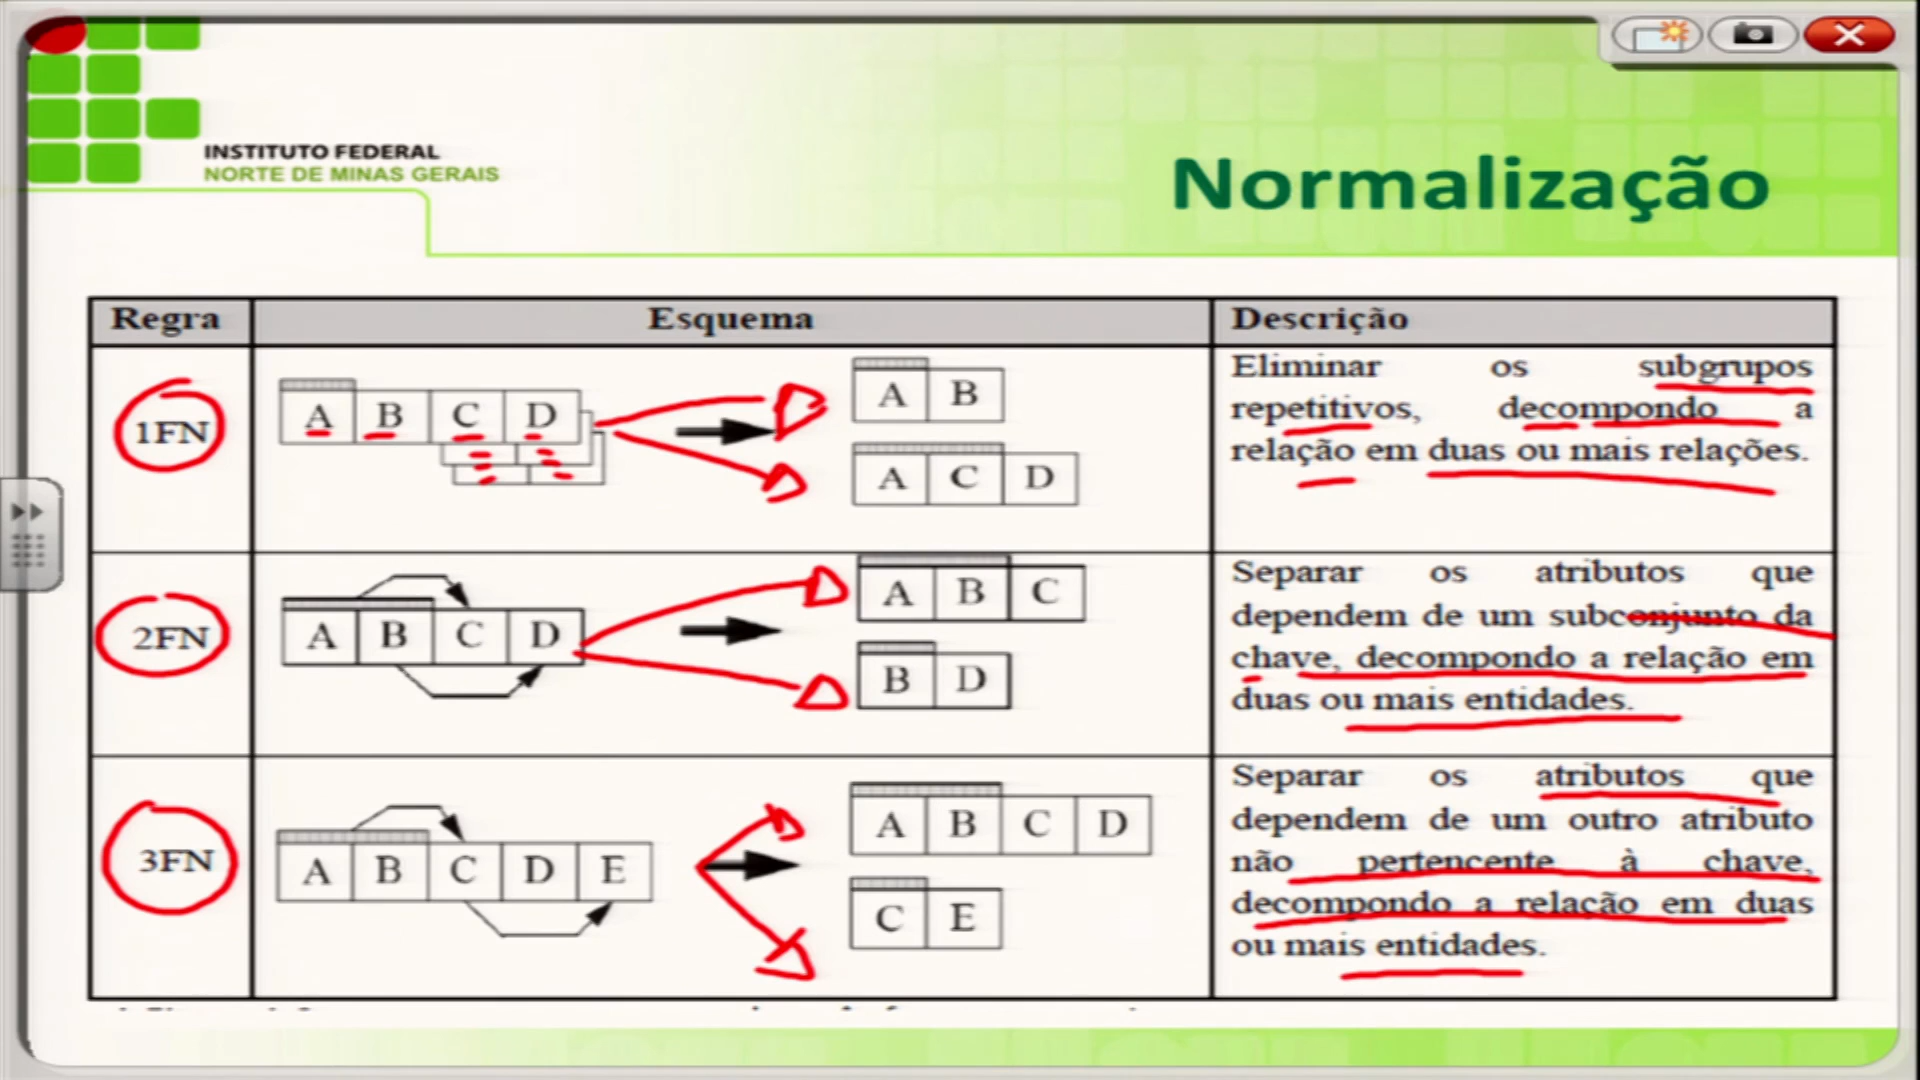 INSTITUTO FEDERAL
NORTE DE MINAS GERAIS
Normalização
Regra Esquema Descrição
1FN
A B C D
A B
A C D
Eliminar os subgrupos
repetitivos, decompondo a
relação em duas ou mais relações.
2FN
A B C D
A B C
B D
Separar os atributos que
dependem de um subconjunto da
chave, decompondo a relação em
duas ou mais entidades.
3FN
A B C D E
A B C D
C E
Separar os atributos que
dependem de um outro atributo
não pertencente à chave,
decompondo a relação em duas
ou mais entidades.